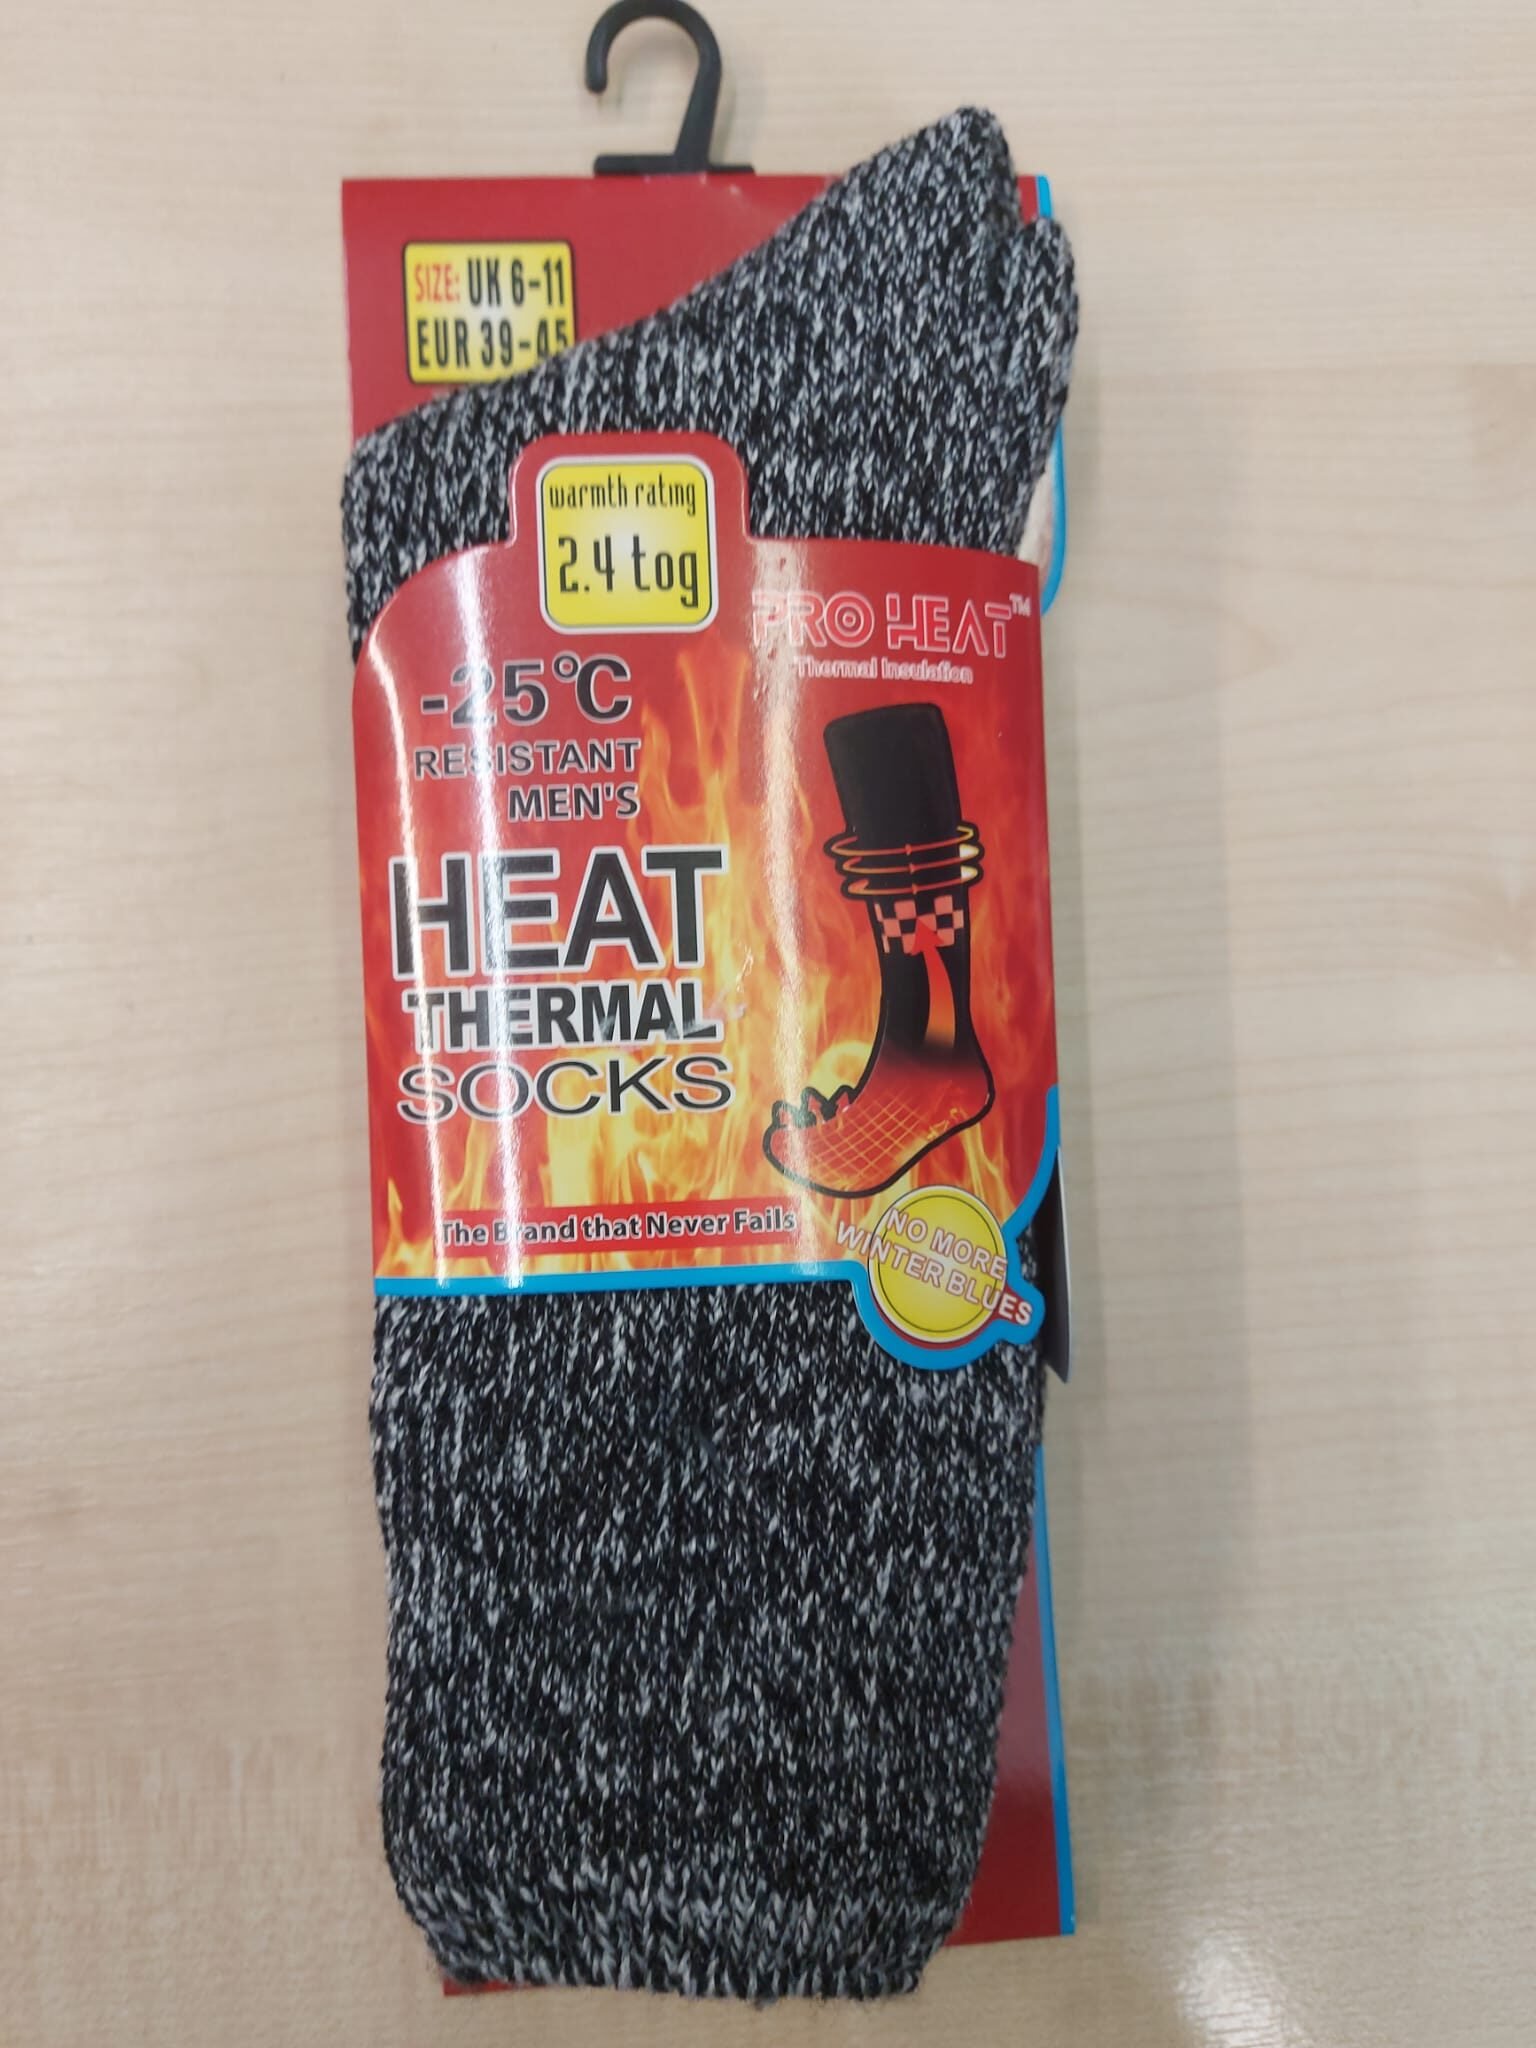 SIZE: UK 6-11
EUR 39-45
warmth rating
2.4 tog
PRO HEAT™
Thermal Insulation
-25°C
RESISTANT
MEN'S
HEAT
THERMAL
SOCKS
The Brand that Never Fails
NO MORE
WINTER BLUES